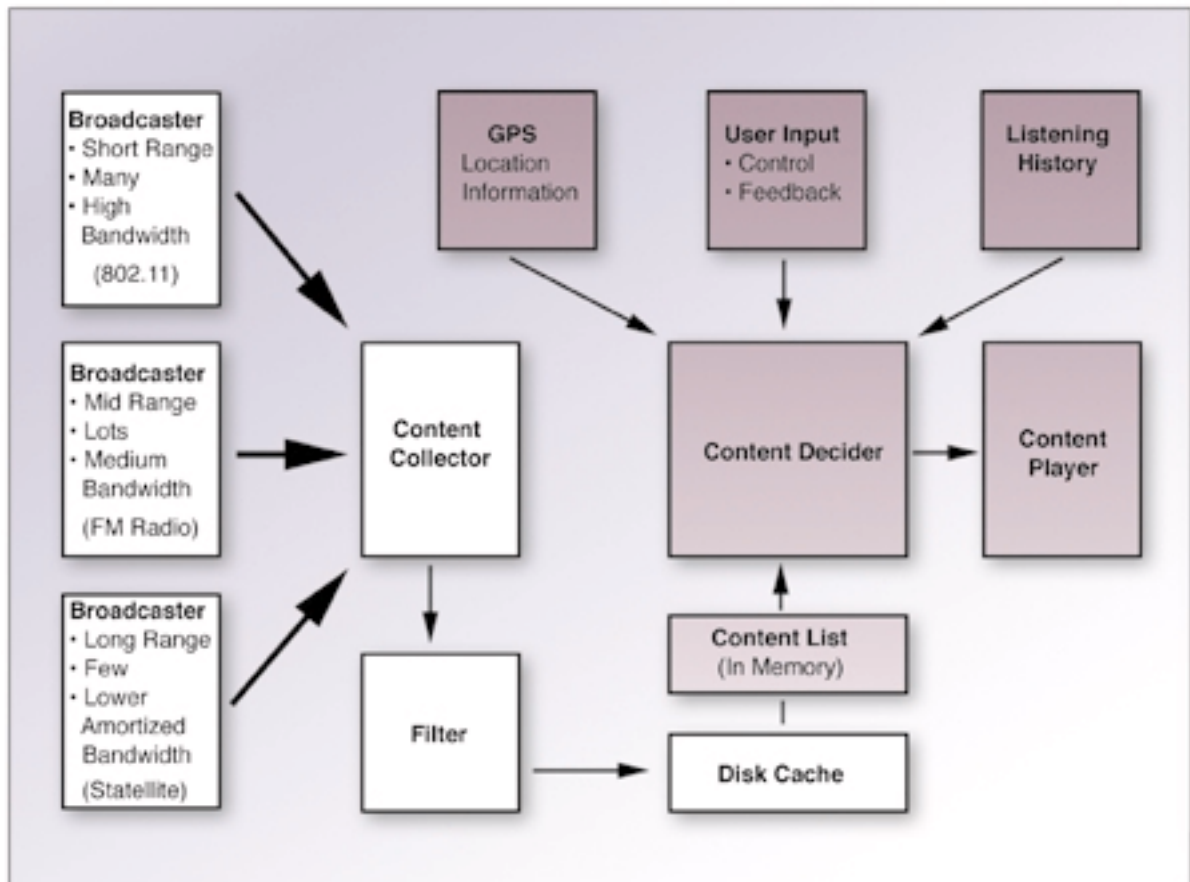 Broadcaster
• Short Range
• Many
• High
Bandwidth
(802.11)
Broadcaster
• Mid Range
• Lots
• Medium
Bandwidth
(FM Radio)
Broadcaster
• Long Range
• Few
• Lower
Amortized
Bandwidth
(Statellite)
Content
Collector
Filter
GPS
Location
Information
User Input
• Control
• Feedback
Listening
History
Content Decider
Content
Player
Content List
(In Memory)
Disk Cache